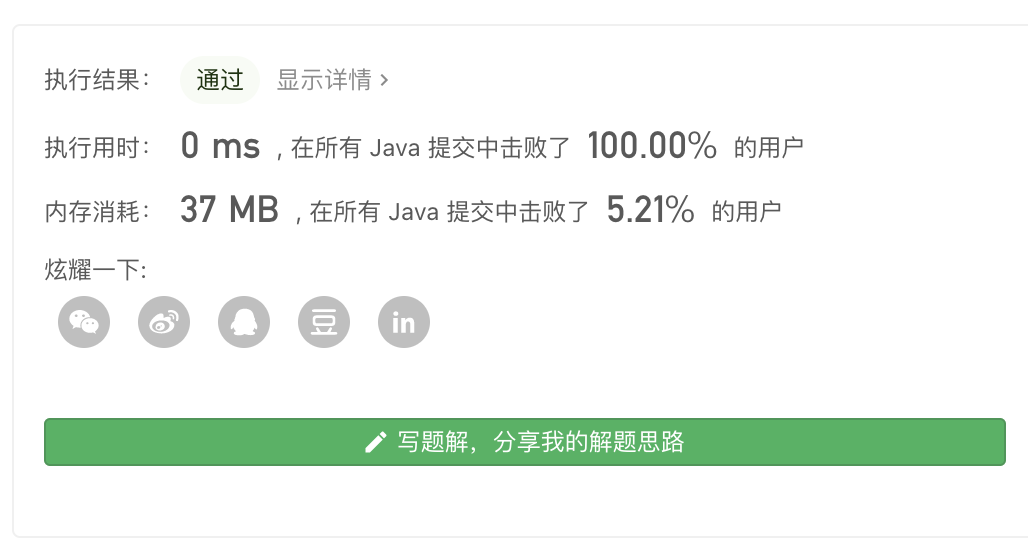 执行结果： 通过 显示详情 >
执行用时： 0 ms , 在所有 Java 提交中击败了 100.00% 的用户
内存消耗： 37 MB , 在所有 Java 提交中击败了 5.21% 的用户
炫耀一下:
豆 in
写题解，分享我的解题思路